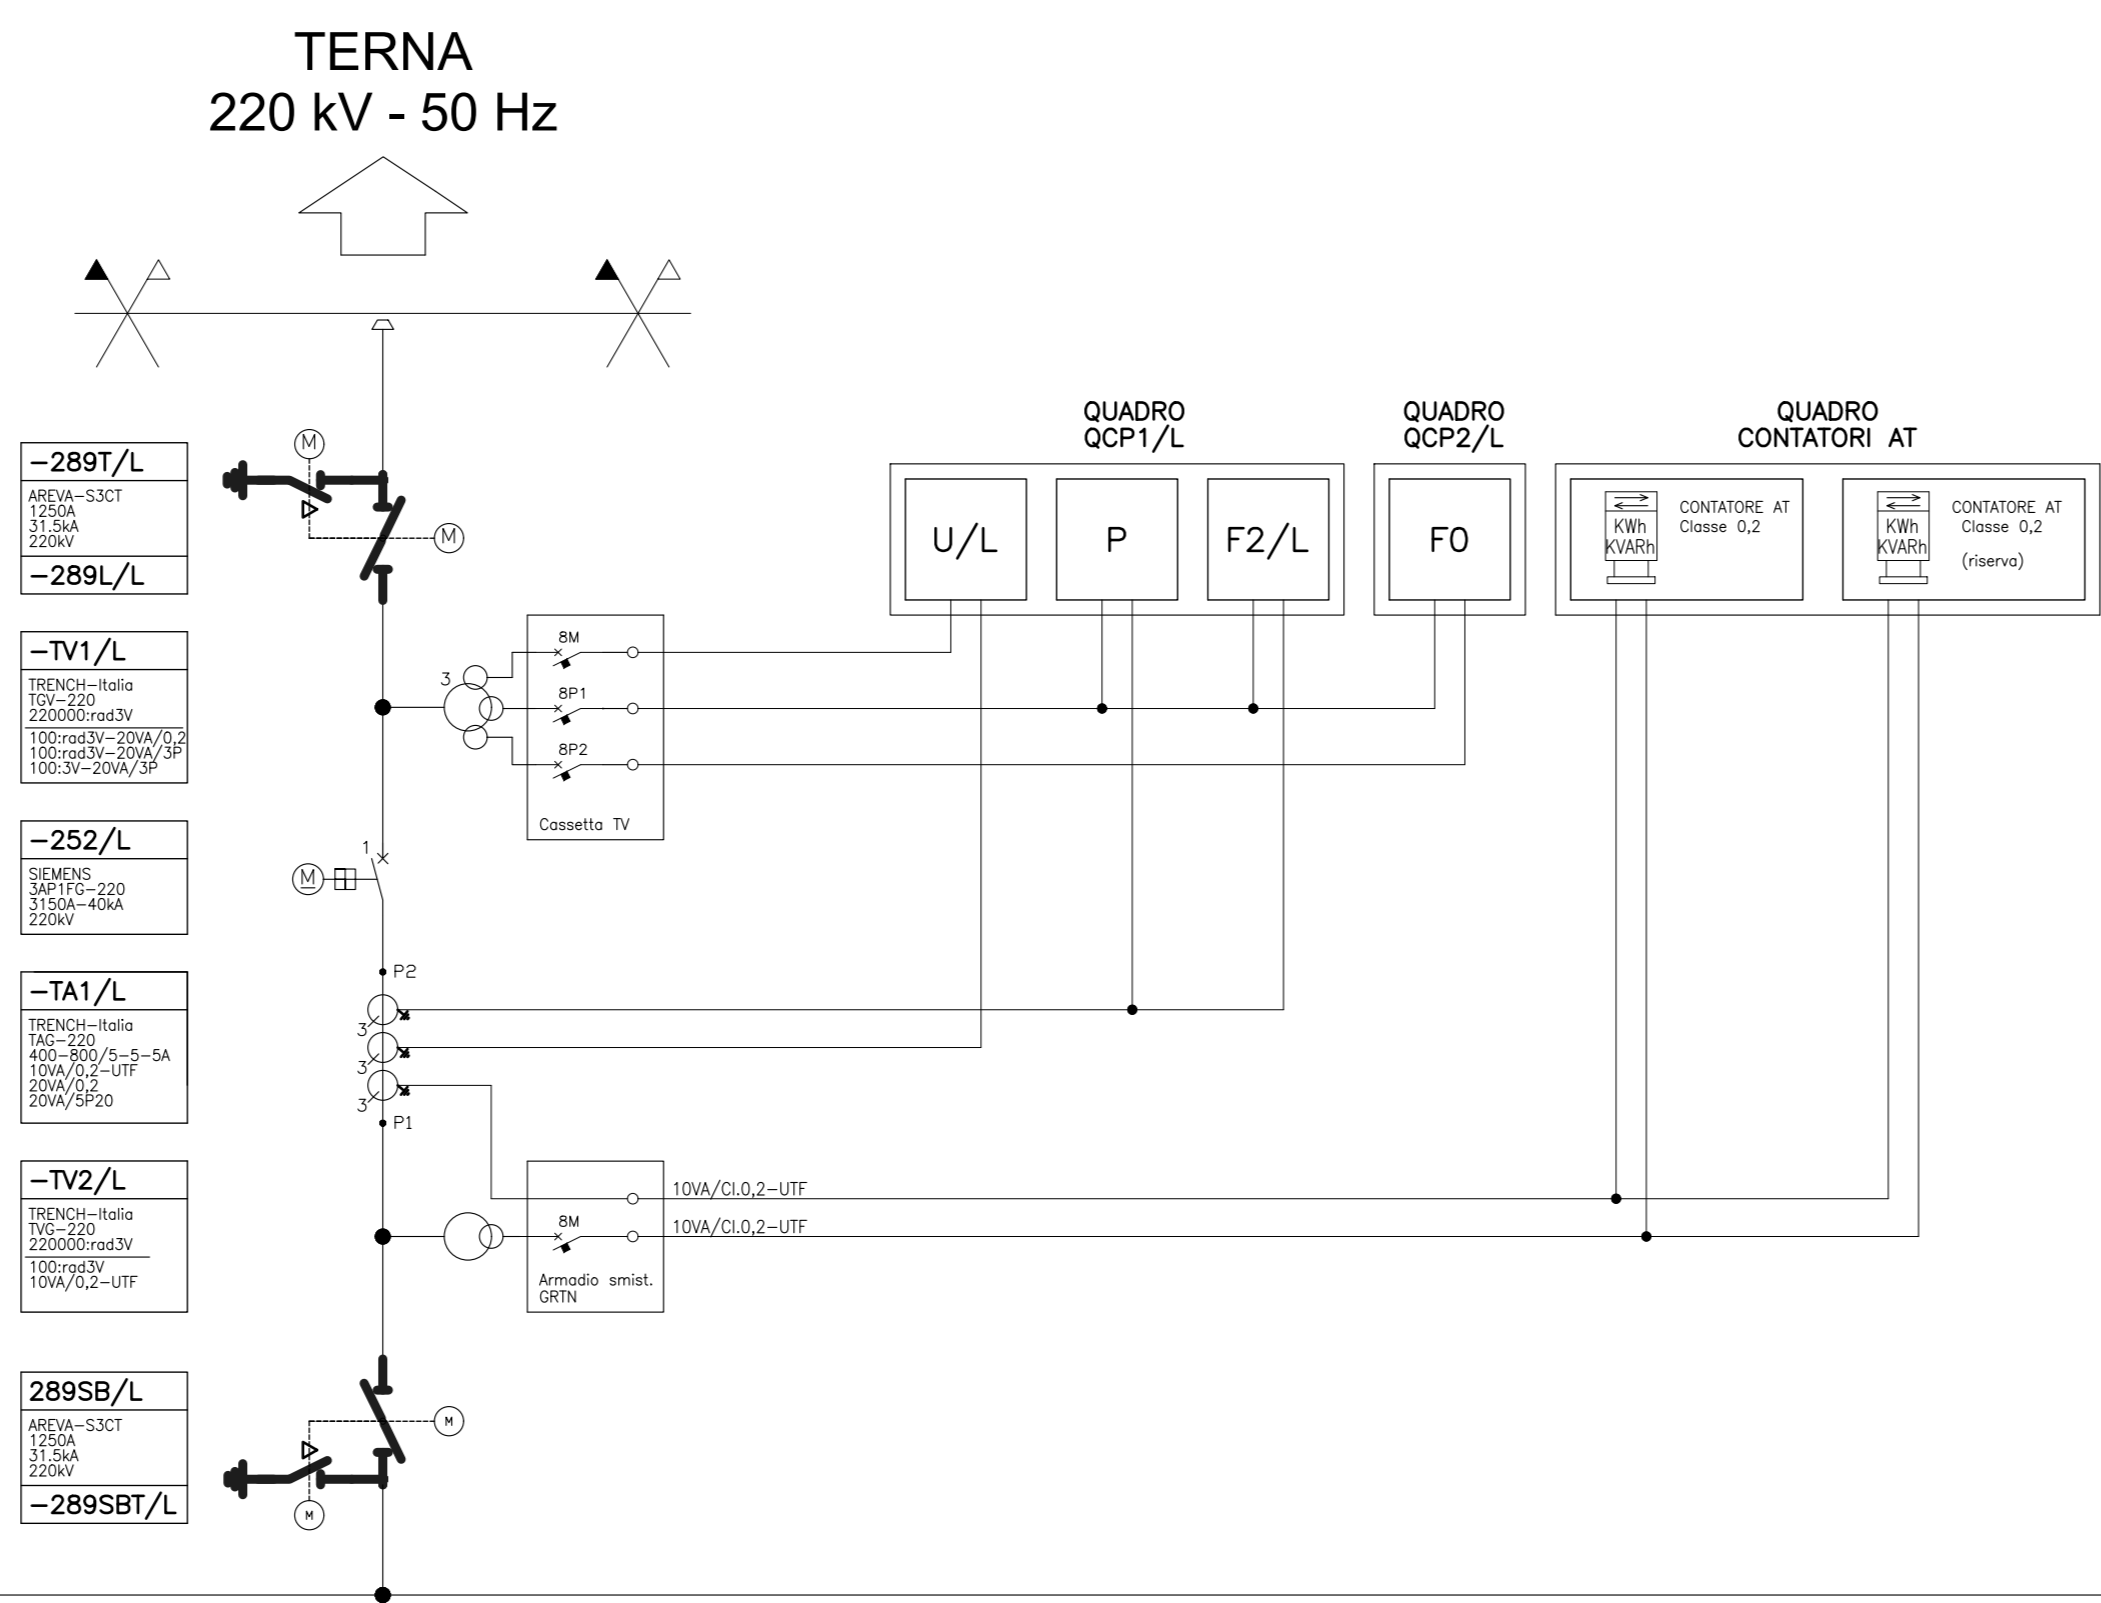 TERNA
220 kV - 50 Hz
QUADRO
QCP1/L
QUADRO
QCP2/L
QUADRO
CONTATORI AT
-289T/L
AREVA-S3CT
1250A
31.5kA
220kV
-289L/L
M
M
U/L
P
F2/L
F0
KWh
KVARh
CONTATORE AT
Classe 0,2
KWh
KVARh
CONTATORE AT
Classe 0,2
(riserva)
-TV1/L
TRENCH-Italia
TGV-220
220000:rad3V
100:rad3V-20VA/0,2
100:rad3V-20VA/3P
100:3V-20VA/3P
3
8M
8P1
8P2
Cassetta TV
-252/L
SIEMENS
3AP1FG-220
3150A-40kA
220kV
1
M
-TA1/L
TRENCH-Italia
TAG-220
400-800/5-5-5A
10VA/0,2-UTF
20VA/0,2
20VA/5P20
P2
3
3
3
P1
-TV2/L
TRENCH-Italia
TVG-220
220000:rad3V
100:rad3V
10VA/0,2-UTF
10VA/Cl.0,2-UTF
8M
10VA/Cl.0,2-UTF
Armadio smist.
GRTN
289SB/L
AREVA-S3CT
1250A
31.5kA
220kV
-289SBT/L
M
M